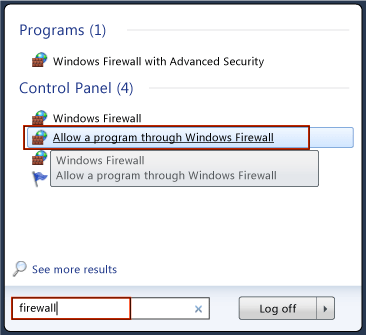 Programs (1)
Windows Firewall with Advanced Security
Control Panel (4)
Windows Firewall
Allow a program through Windows Firewall
Windows Firewall
Allow a program through Windows Firewall
See more results
firewall
Log off